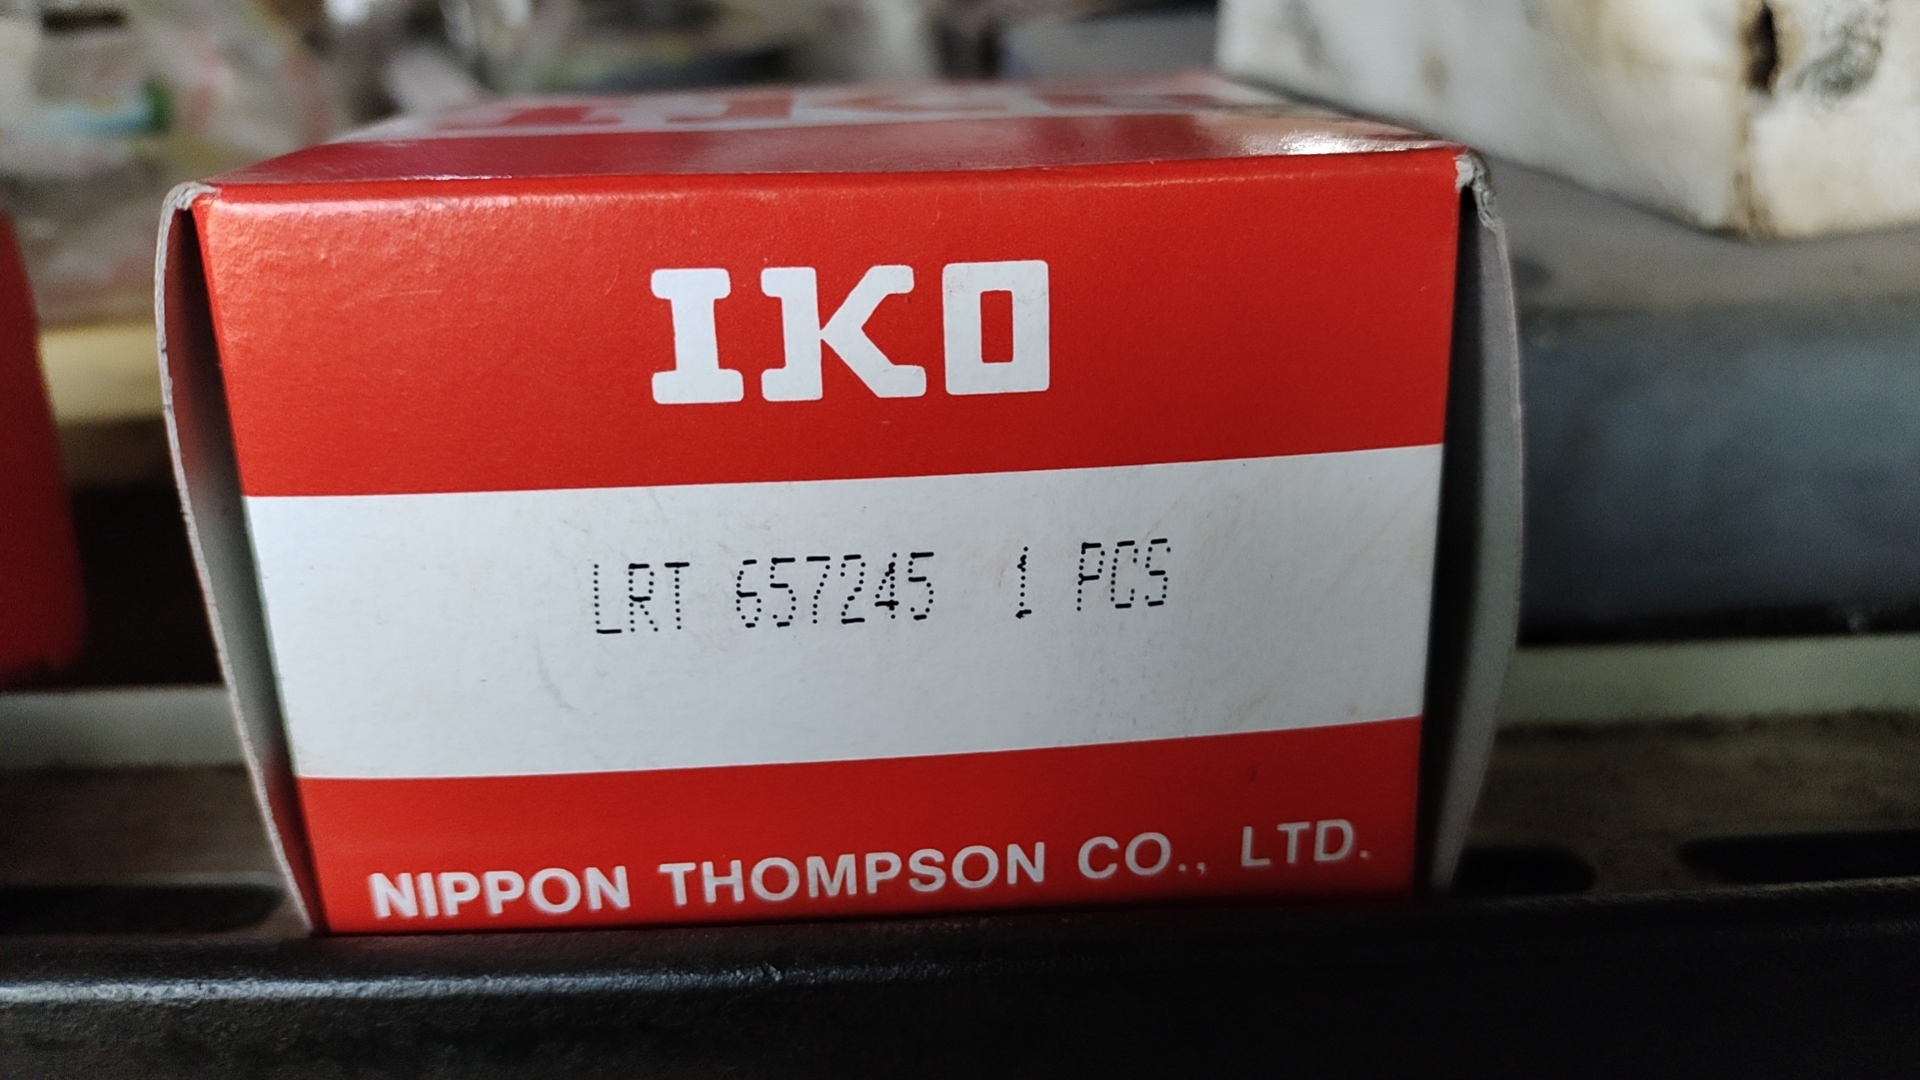 IKO
LRT 657245 1 PCS
NIPPON THOMPSON CO., LTD.